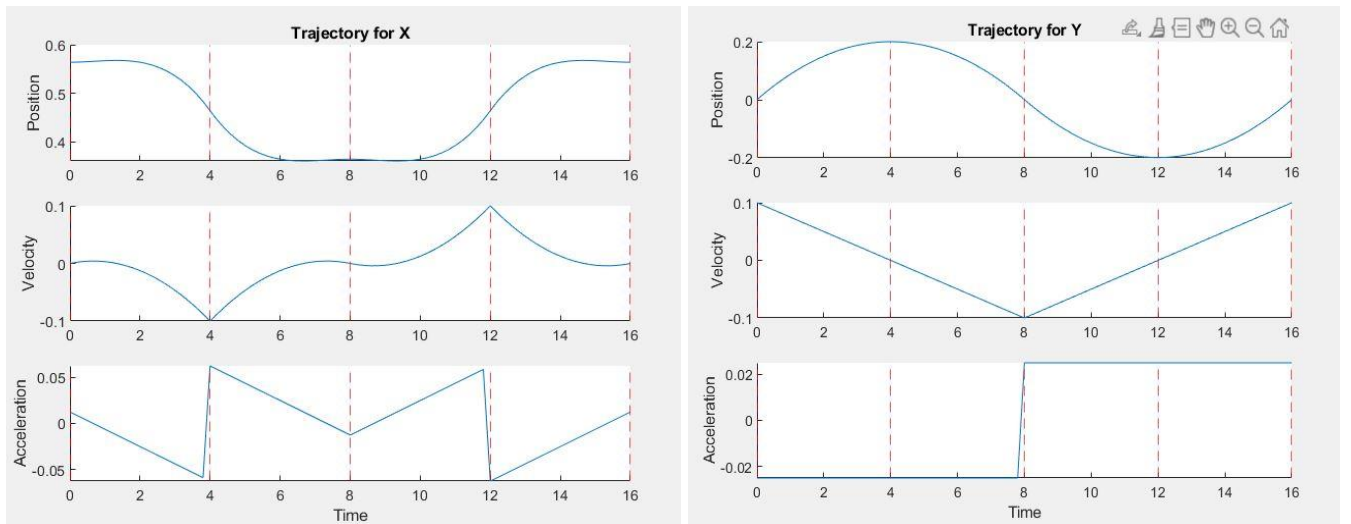 Trajectory for X
0.6
0.5
0.4
Position
0 2 4 6 8 10 12 14 16
0.1
0
-0.1
Velocity
0 2 4 6 8 10 12 14 16
0.05
0
-0.05
Acceleration
0 2 4 6 8 10 12 14 16
Time
Trajectory for Y
0.2
0
-0.2
Position
0 2 4 6 8 10 12 14 16
0.1
0
-0.1
Velocity
0 2 4 6 8 10 12 14 16
0.02
0
-0.02
Acceleration
0 2 4 6 8 10 12 14 16
Time